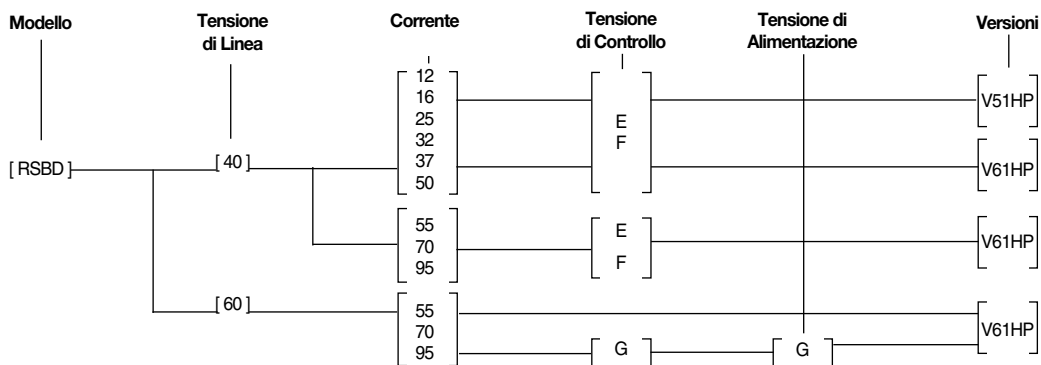 Modello
Tensione
di Linea
Corrente
Tensione
di Controllo
Tensione di
Alimentazione
Versioni
[ RSBD ]
[ 40 ]
12
16
25
32
37
50
E
F
V51HP
V61HP
55
70
95
E
F
V61HP
[ 60 ]
55
70
95
G
G
V61HP